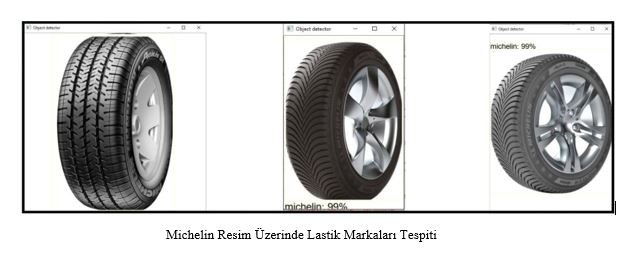 Object detector
Object detector
Object detector
michelin: 99%
michelin: 99%
Michelin Resim Üzerinde Lastik Markaları Tespiti